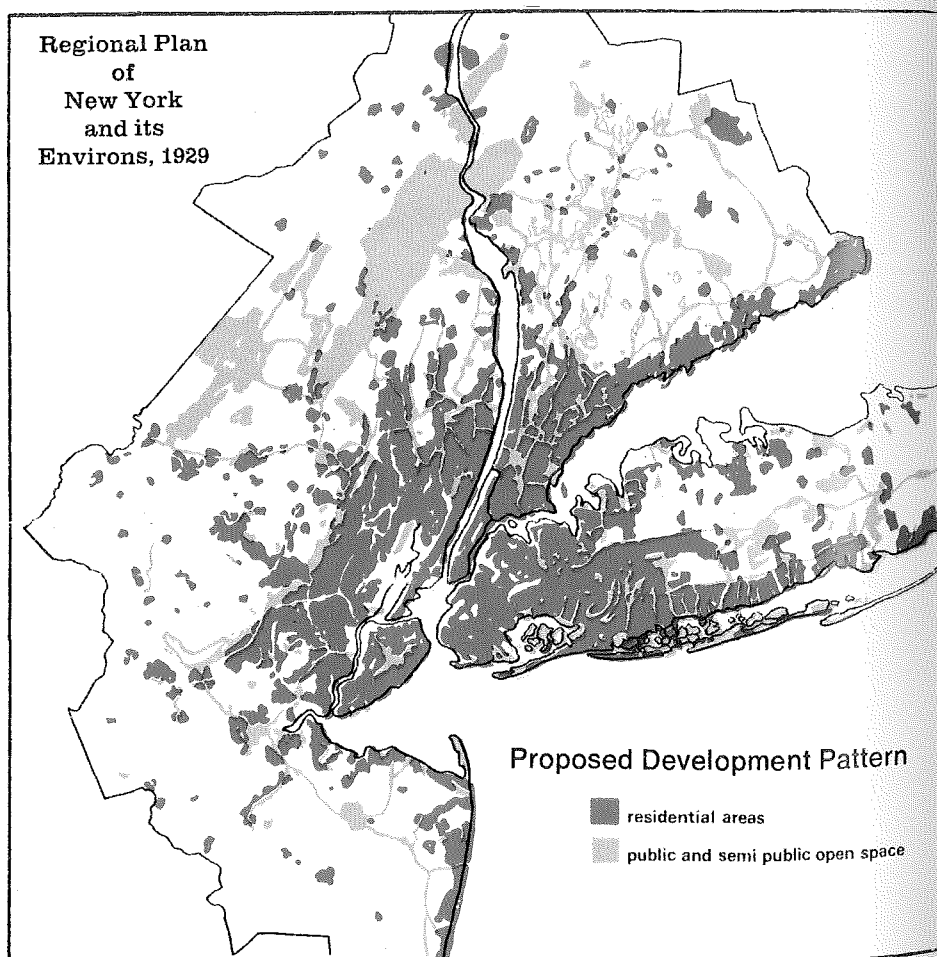 Regional Plan
of
New York
and its
Environs, 1929
Proposed Development Pattern
residential areas
public and semi public open space